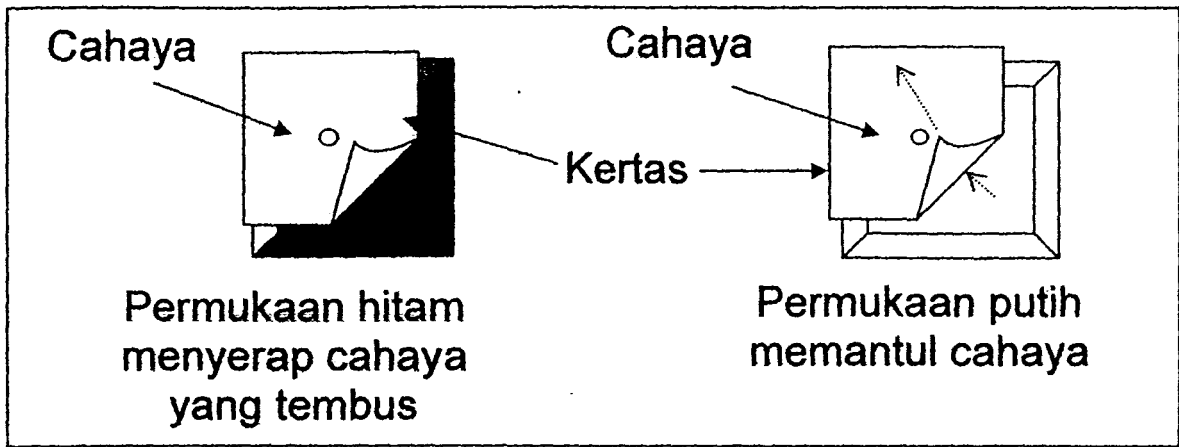 Cahaya
Cahaya
Kertas
Permukaan hitam
menyerap cahaya
yang tembus
Permukaan putih
memantul cahaya